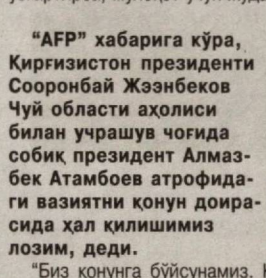 “AFP” хабарига кўра,
Қирғизистон президенти
Сооронбай Жээнбеков
Чуй области аҳолиси
билан учрашув чоғида
собиқ президент Алмаз-
бек Атамбоев атрофида-
ги вазиятни қонун доира-
сида ҳал қилишимиз
лозим, деди.
“Биз қонунга бўйсунамиз.